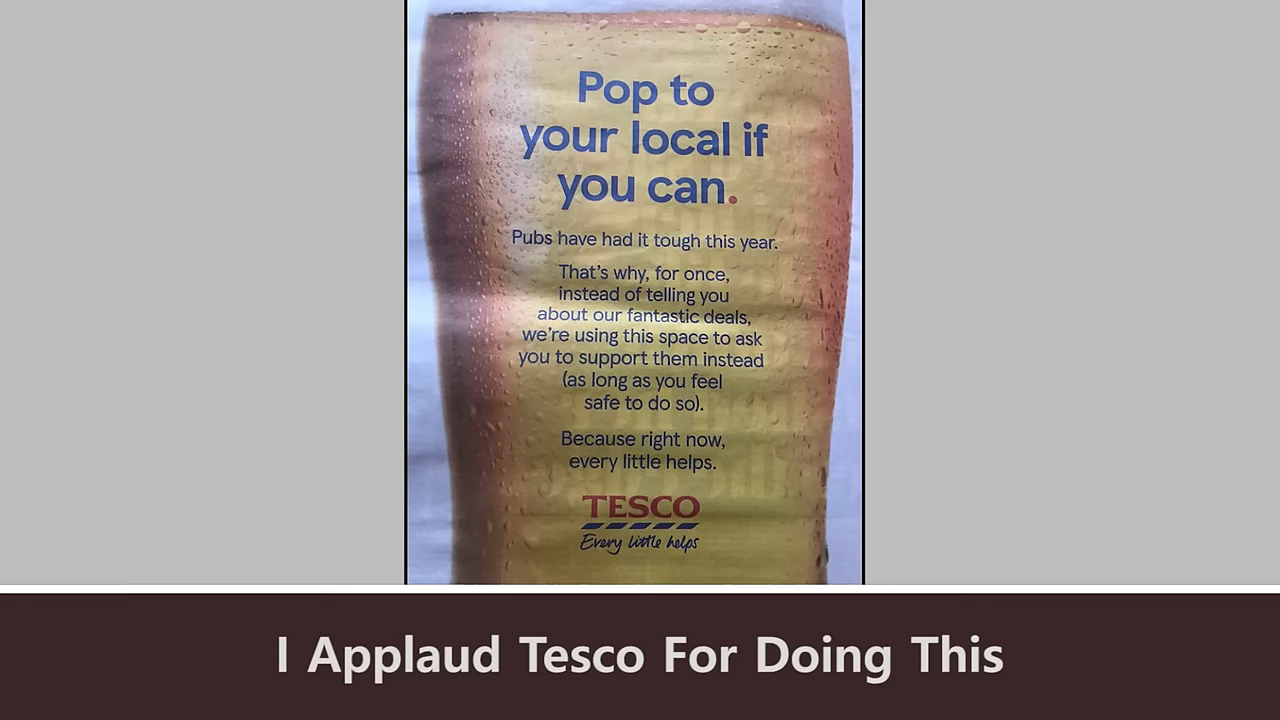 Pop to
your local if
you can.
Pubs have had it tough this year.
That's why, for once,
instead of telling you
about our fantastic deals,
we're using this space to ask
you to support them instead
(as long as you feel
safe to do so).
Because right now,
every little helps.
TESCO
Every little helps
I Applaud Tesco For Doing This